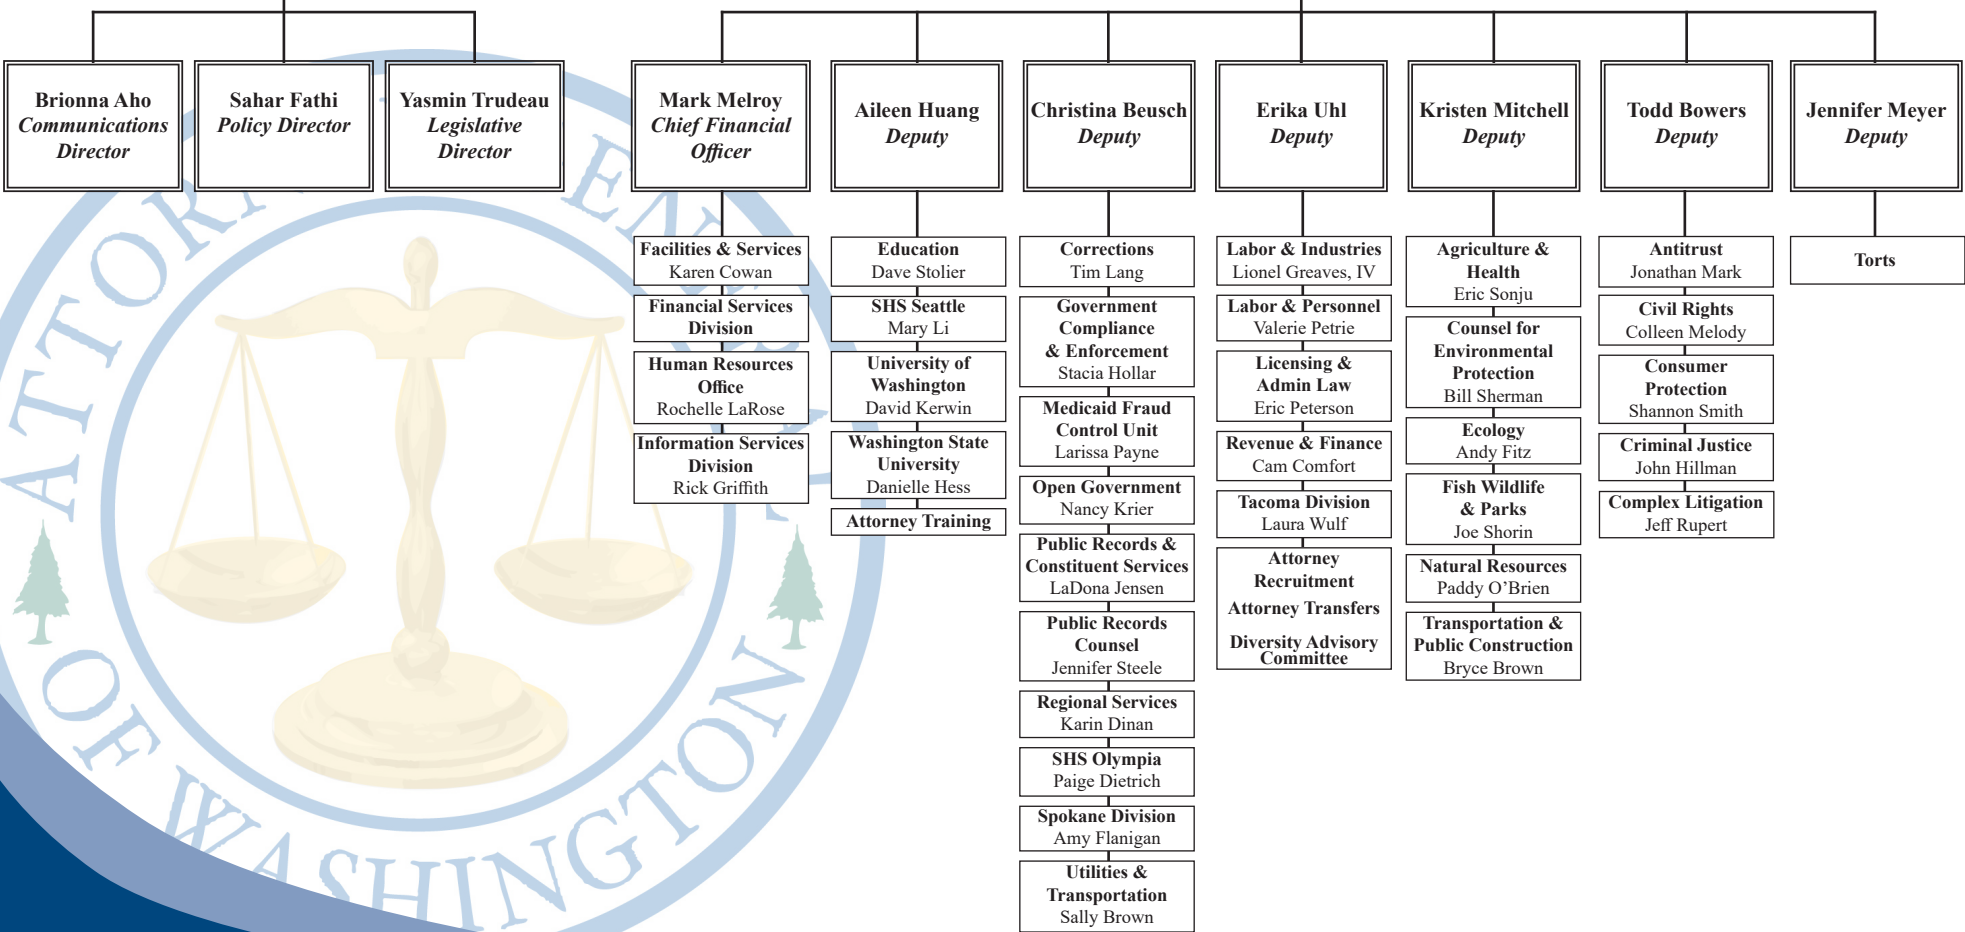 Brionna Aho
Communications
Director
Sahar Fathi
Policy Director
Yasmin Trudeau
Legislative
Director
Mark Melroy
Chief Financial
Officer
Aileen Huang
Deputy
Christina Beusch
Deputy
Erika Uhl
Deputy
Kristen Mitchell
Deputy
Todd Bowers
Deputy
Jennifer Meyer
Deputy
Facilities & Services
Karen Cowan
Financial Services
Division
Human Resources
Office
Rochelle LaRose
Information Services
Division
Rick Griffith
Education
Dave Stolier
SHS Seattle
Mary Li
University of
Washington
David Kerwin
Washington State
University
Danielle Hess
Attorney Training
Corrections
Tim Lang
Government
Compliance
& Enforcement
Stacia Hollar
Medicaid Fraud
Control Unit
Larissa Payne
Open Government
Nancy Krier
Public Records &
Constituent Services
LaDona Jensen
Public Records
Counsel
Jennifer Steele
Regional Services
Karin Dinan
SHS Olympia
Paige Dietrich
Spokane Division
Amy Flanigan
Utilities &
Transportation
Sally Brown
Labor & Industries
Lionel Greaves, IV
Labor & Personnel
Valerie Petrie
Licensing &
Admin Law
Eric Peterson
Revenue & Finance
Cam Comfort
Tacoma Division
Laura Wulf
Attorney
Recruitment
Attorney Transfers
Diversity Advisory
Committee
Agriculture &
Health
Eric Sonju
Counsel for
Environmental
Protection
Bill Sherman
Ecology
Andy Fitz
Fish Wildlife
& Parks
Joe Shorin
Natural Resources
Paddy O’Brien
Transportation &
Public Construction
Bryce Brown
Antitrust
Jonathan Mark
Civil Rights
Colleen Melody
Consumer
Protection
Shannon Smith
Criminal Justice
John Hillman
Complex Litigation
Jeff Rupert
Torts
OF WASHINGTON